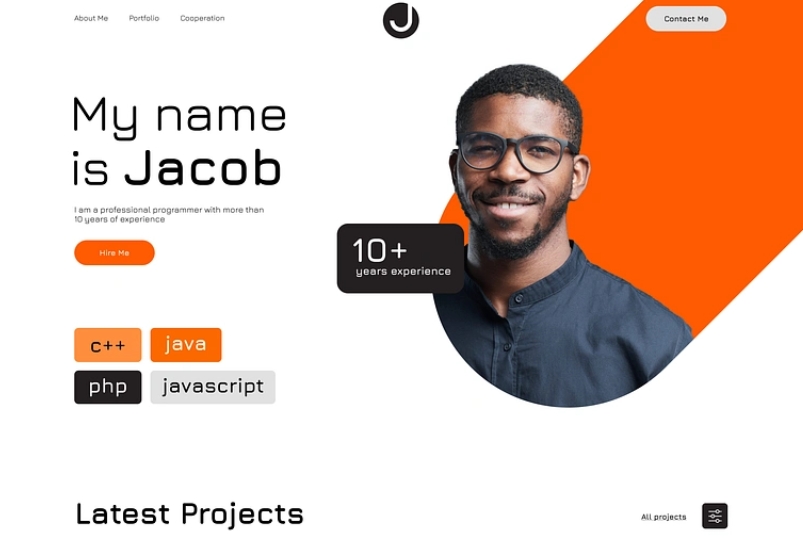 About Me Portfolio Cooperation
J
Contact Me
My name
is Jacob
I am a professional programmer with more than
10 years of experience
Hire Me
10+
years experience
c++ java
php javascript
Latest Projects
All projects